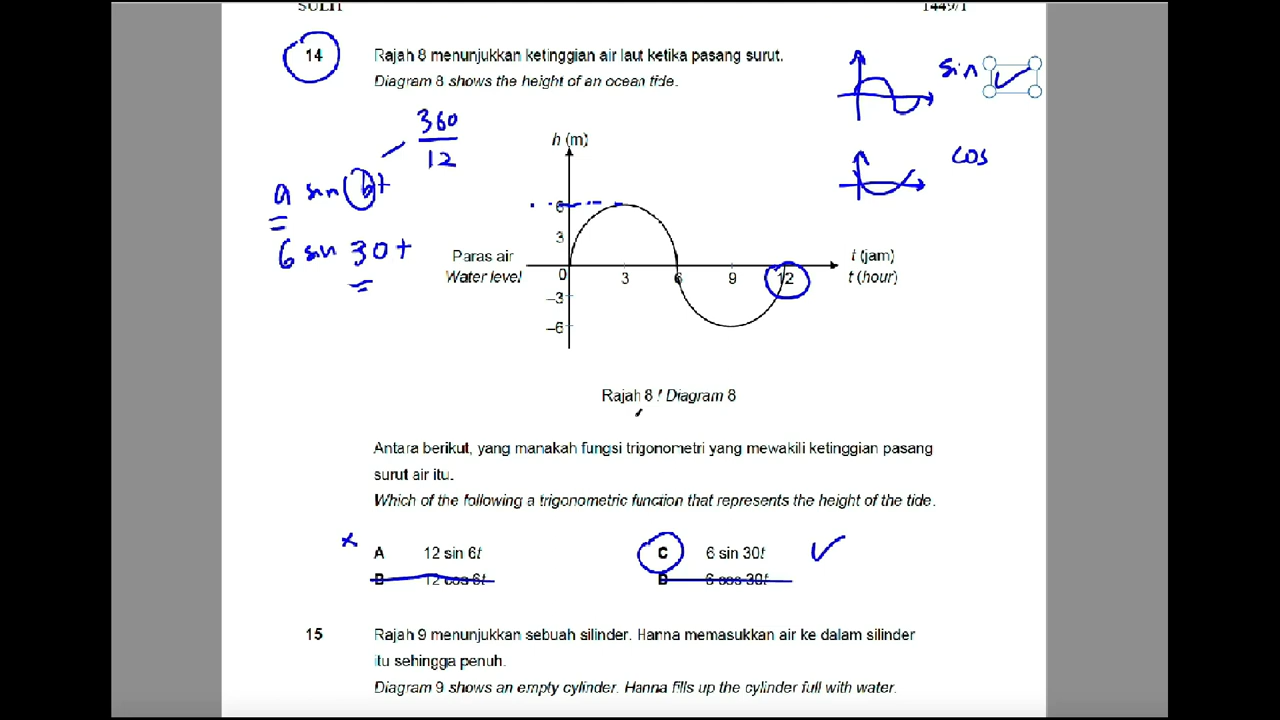 SULIT 1449/1
14 Rajah 8 menunjukkan ketinggian air laut ketika pasang surut.
Diagram 8 shows the height of an ocean tide.
sin
cos
360
12
a sin bt
6 sin 30t
h (m)
6
3
0
-3
-6
Paras air
Water level
3 6 9 12
t (jam)
t (hour)
Rajah 8 / Diagram 8
Antara berikut, yang manakah fungsi trigonometri yang mewakili ketinggian pasang
surut air itu.
Which of the following a trigonometric function that represents the height of the tide.
A 12 sin 6t
B 12 cos 6t
C 6 sin 30t
D 6 cos 30t
15 Rajah 9 menunjukkan sebuah silinder. Hanna memasukkan air ke dalam silinder
itu sehingga penuh.
Diagram 9 shows an empty cylinder. Hanna fills up the cylinder full with water.